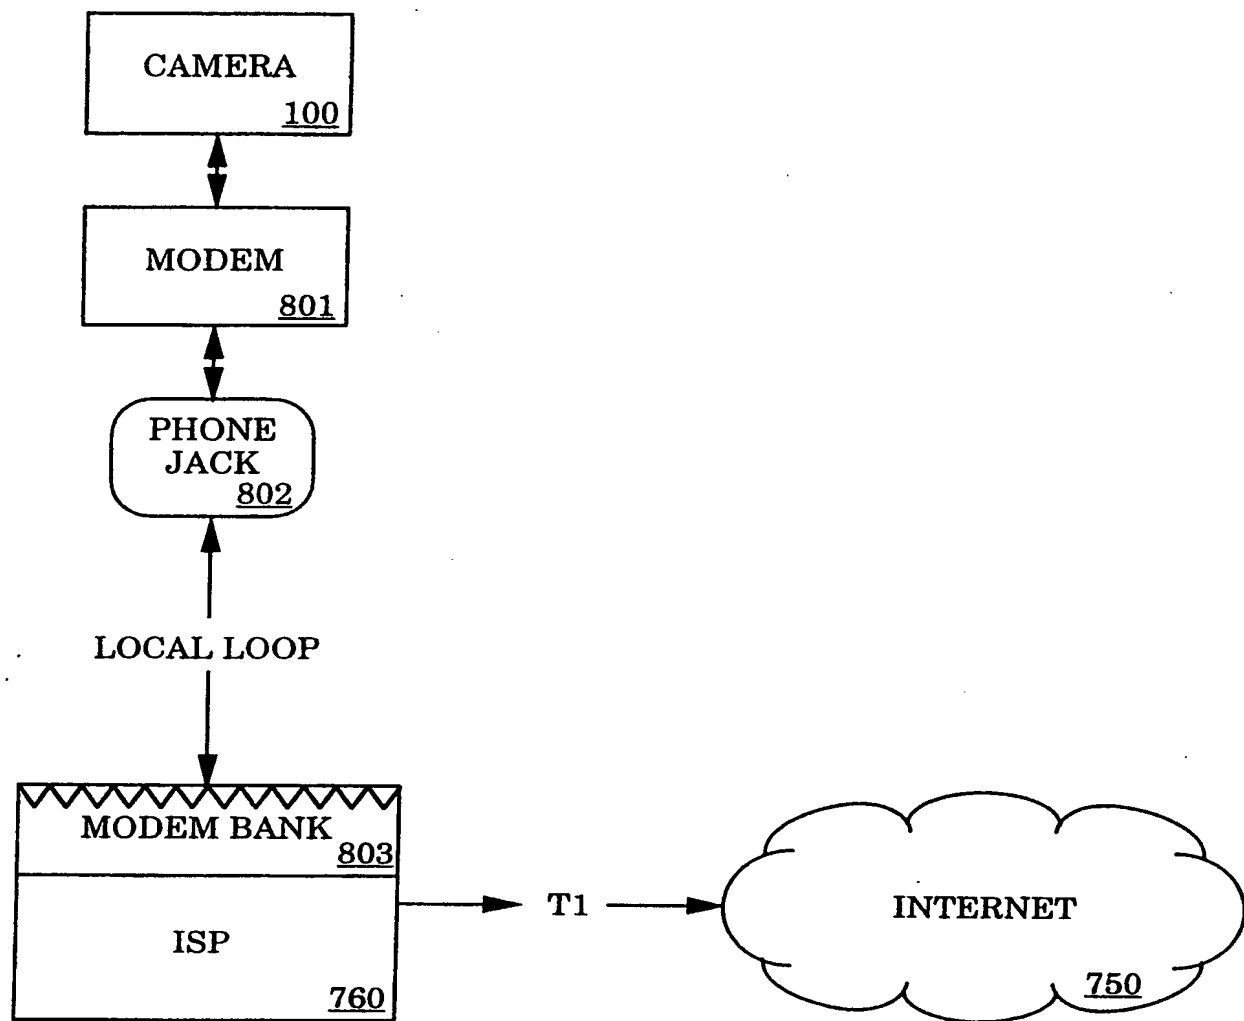 CAMERA
100
MODEM
801
PHONE
JACK
802
LOCAL LOOP
MODEM BANK
803
ISP
760
T1
INTERNET
750